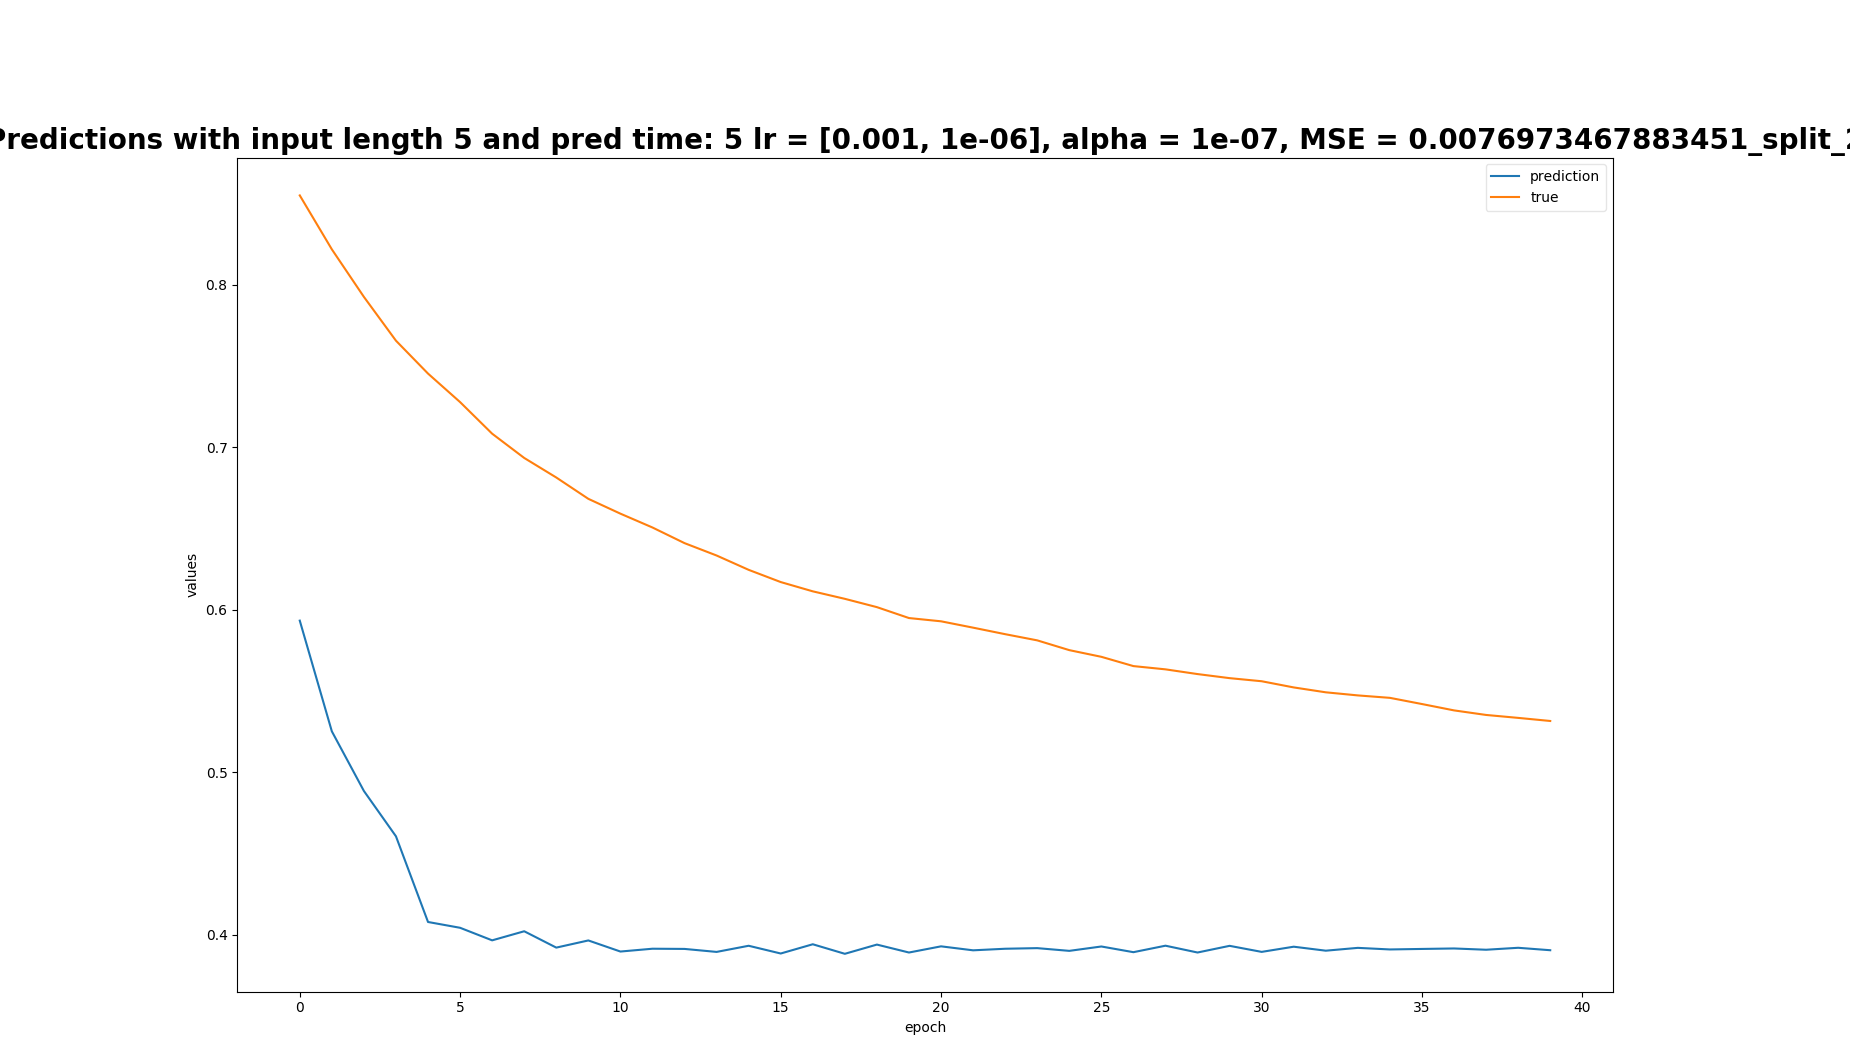 Predictions with input length 5 and pred time: 5 lr = [0.001, 1e-06], alpha = 1e-07, MSE = 0.0076973467883451_split_2
prediction
true
0.8
0.7
0.6
0.5
0.4
values
0 5 10 15 20 25 30 35 40
epoch